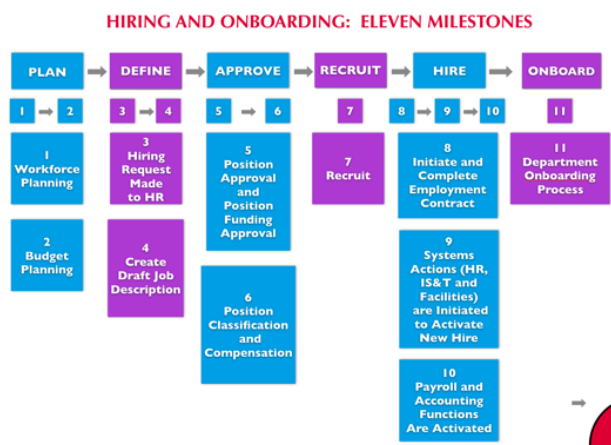 HIRING AND ONBOARDING: ELEVEN MILESTONES
PLAN
DEFINE
APPROVE
RECRUIT
HIRE
ONBOARD
1
2
3
4
5
6
7
8
9
10
11
1
Workforce
Planning
2
Budget
Planning
3
Hiring
Request
Made
to HR
4
Create
Draft Job
Description
5
Position
Approval
and
Position
Funding
Approval
6
Position
Classification
and
Compensation
7
Recruit
8
Initiate and
Complete
Employment
Contract
9
Systems
Actions (HR,
IS&T and
Facilities)
are Initiated
to Activate
New Hire
10
Payroll and
Accounting
Functions
Are Activated
11
Department
Onboarding
Process